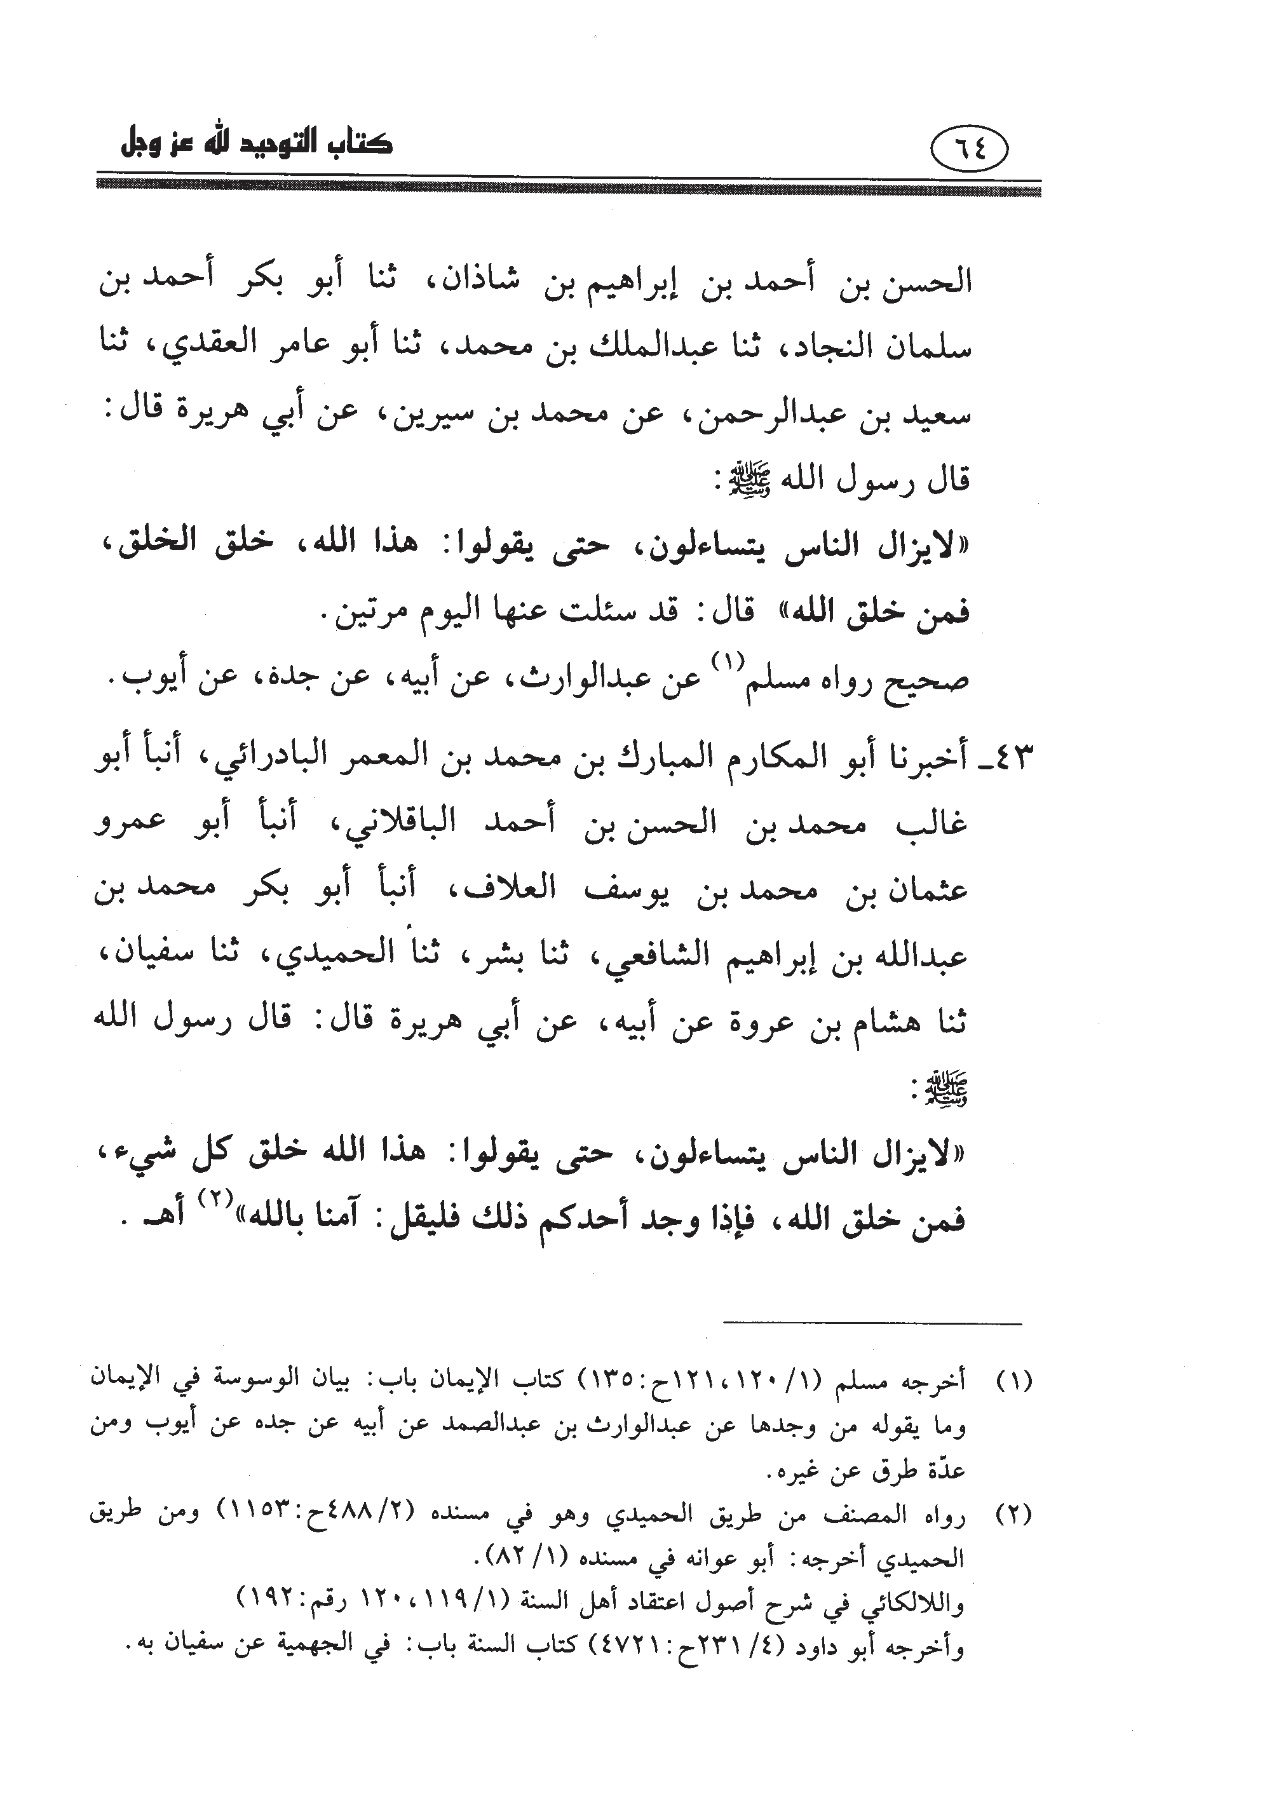 ٦٤
كتاب التوحيد لله عز وجل
الحسن بن أحمد بن إبراهيم بن شاذان، ثنا أبو بكر أحمد بن
سلمان النجاد، ثنا عبدالملك بن محمد، ثنا أبو عامر العقدي، ثنا
سعيد بن عبدالرحمن، عن محمد بن سيرين، عن أبي هريرة قال:
قال رسول الله ﷺ:
«لايزال الناس يتساءلون، حتى يقولوا: هذا الله، خلق الخلق،
فمن خلق الله» قال: قد سئلت عنها اليوم مرتين.
صحيح رواه مسلم(١) عن عبدالوارث، عن أبيه، عن جدة، عن أيوب.
٤٣ـ أخبرنا أبو المكارم المبارك بن محمد بن المعمر البادرائي، أنبأ أبو
غالب محمد بن الحسن بن أحمد الباقلاني، أنبأ أبو عمرو
عثمان بن محمد بن يوسف العلاف، أنبأ أبو بكر محمد بن
عبدالله بن إبراهيم الشافعي، ثنا بشر، ثنا الحميدي، ثنا سفيان،
ثنا هشام بن عروة عن أبيه، عن أبي هريرة قال: قال رسول الله
ﷺ:
«لايزال الناس يتساءلون، حتى يقولوا: هذا الله خلق كل شيء،
فمن خلق الله، فإذا وجد أحدكم ذلك فليقل: آمنا بالله»(٢) أهـ .
(١) أخرجه مسلم (١/ ١٢٠، ١٢١ح:١٣٥) كتاب الإيمان باب: بيان الوسوسة في الإيمان
وما يقوله من وجدها عن عبدالوارث بن عبدالصمد عن أبيه عن جده عن أيوب ومن
عدّة طرق عن غيره.
(٢) رواه المصنف من طريق الحميدي وهو في مسنده (٢/ ٤٨٨ح:١١٥٣) ومن طريق
الحميدي أخرجه: أبو عوانه في مسنده (١/ ٨٢).
واللالكائي في شرح أصول اعتقاد أهل السنة (١/ ١١٩، ١٢٠ رقم:١٩٢)
وأخرجه أبو داود (٤/ ٢٣١ح:٤٧٢١) كتاب السنة باب: في الجهمية عن سفيان به.